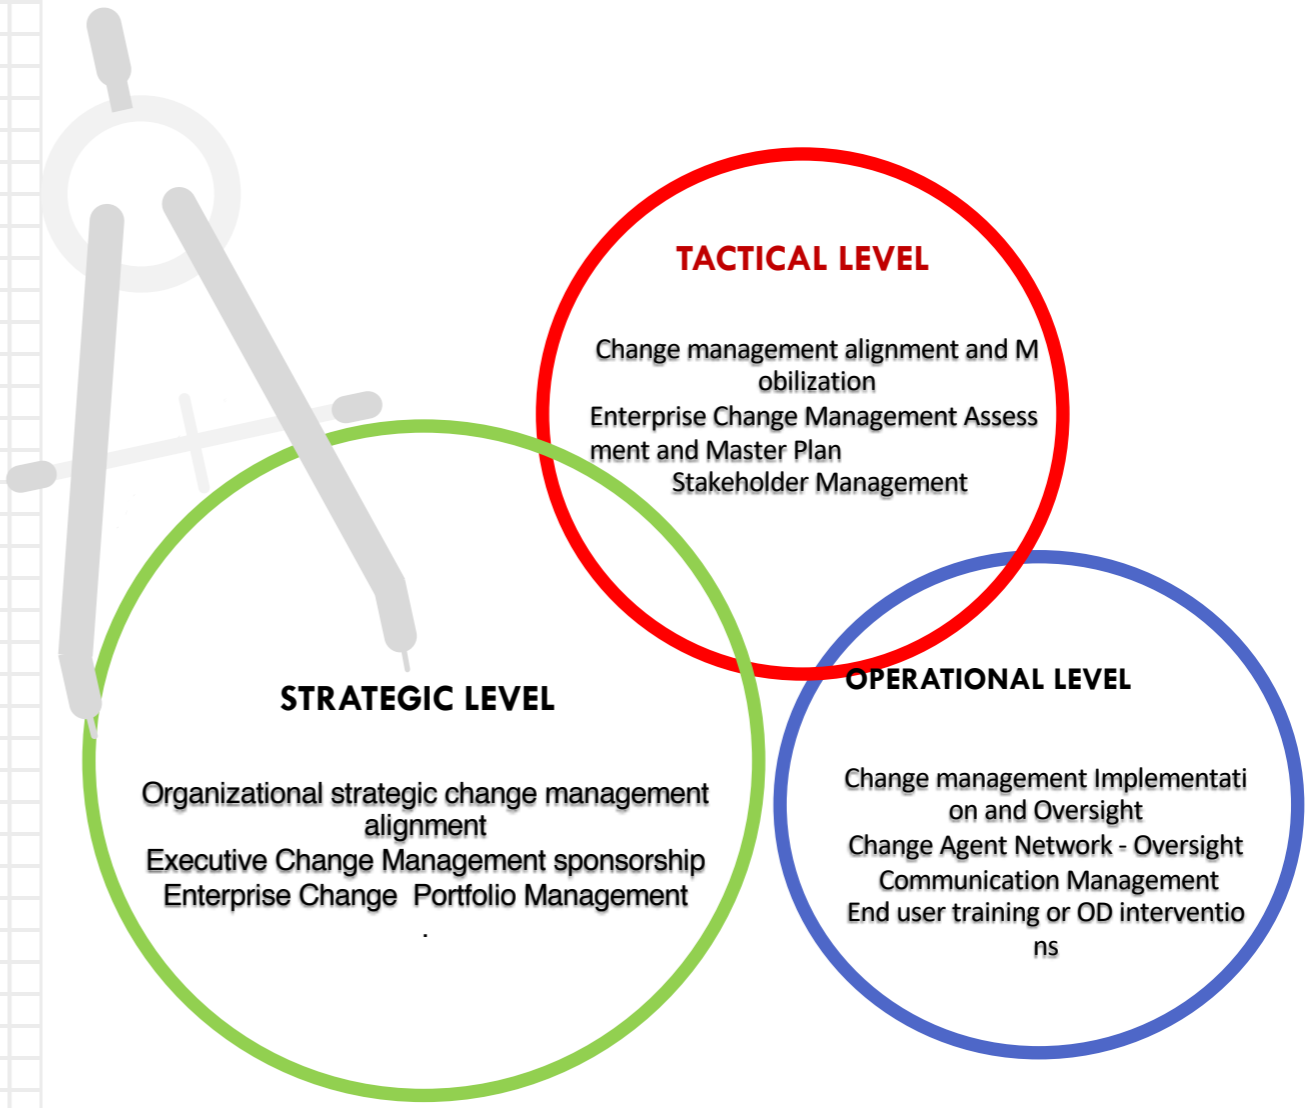 TACTICAL LEVEL
Change management alignment and M
obilization
Enterprise Change Management Assess
ment and Master Plan
Stakeholder Management
STRATEGIC LEVEL
Organizational strategic change management
alignment
Executive Change Management sponsorship
Enterprise Change  Portfolio Management
.
OPERATIONAL LEVEL
Change management Implementati
on and Oversight
Change Agent Network - Oversight
Communication Management
End user training or OD interventio
ns